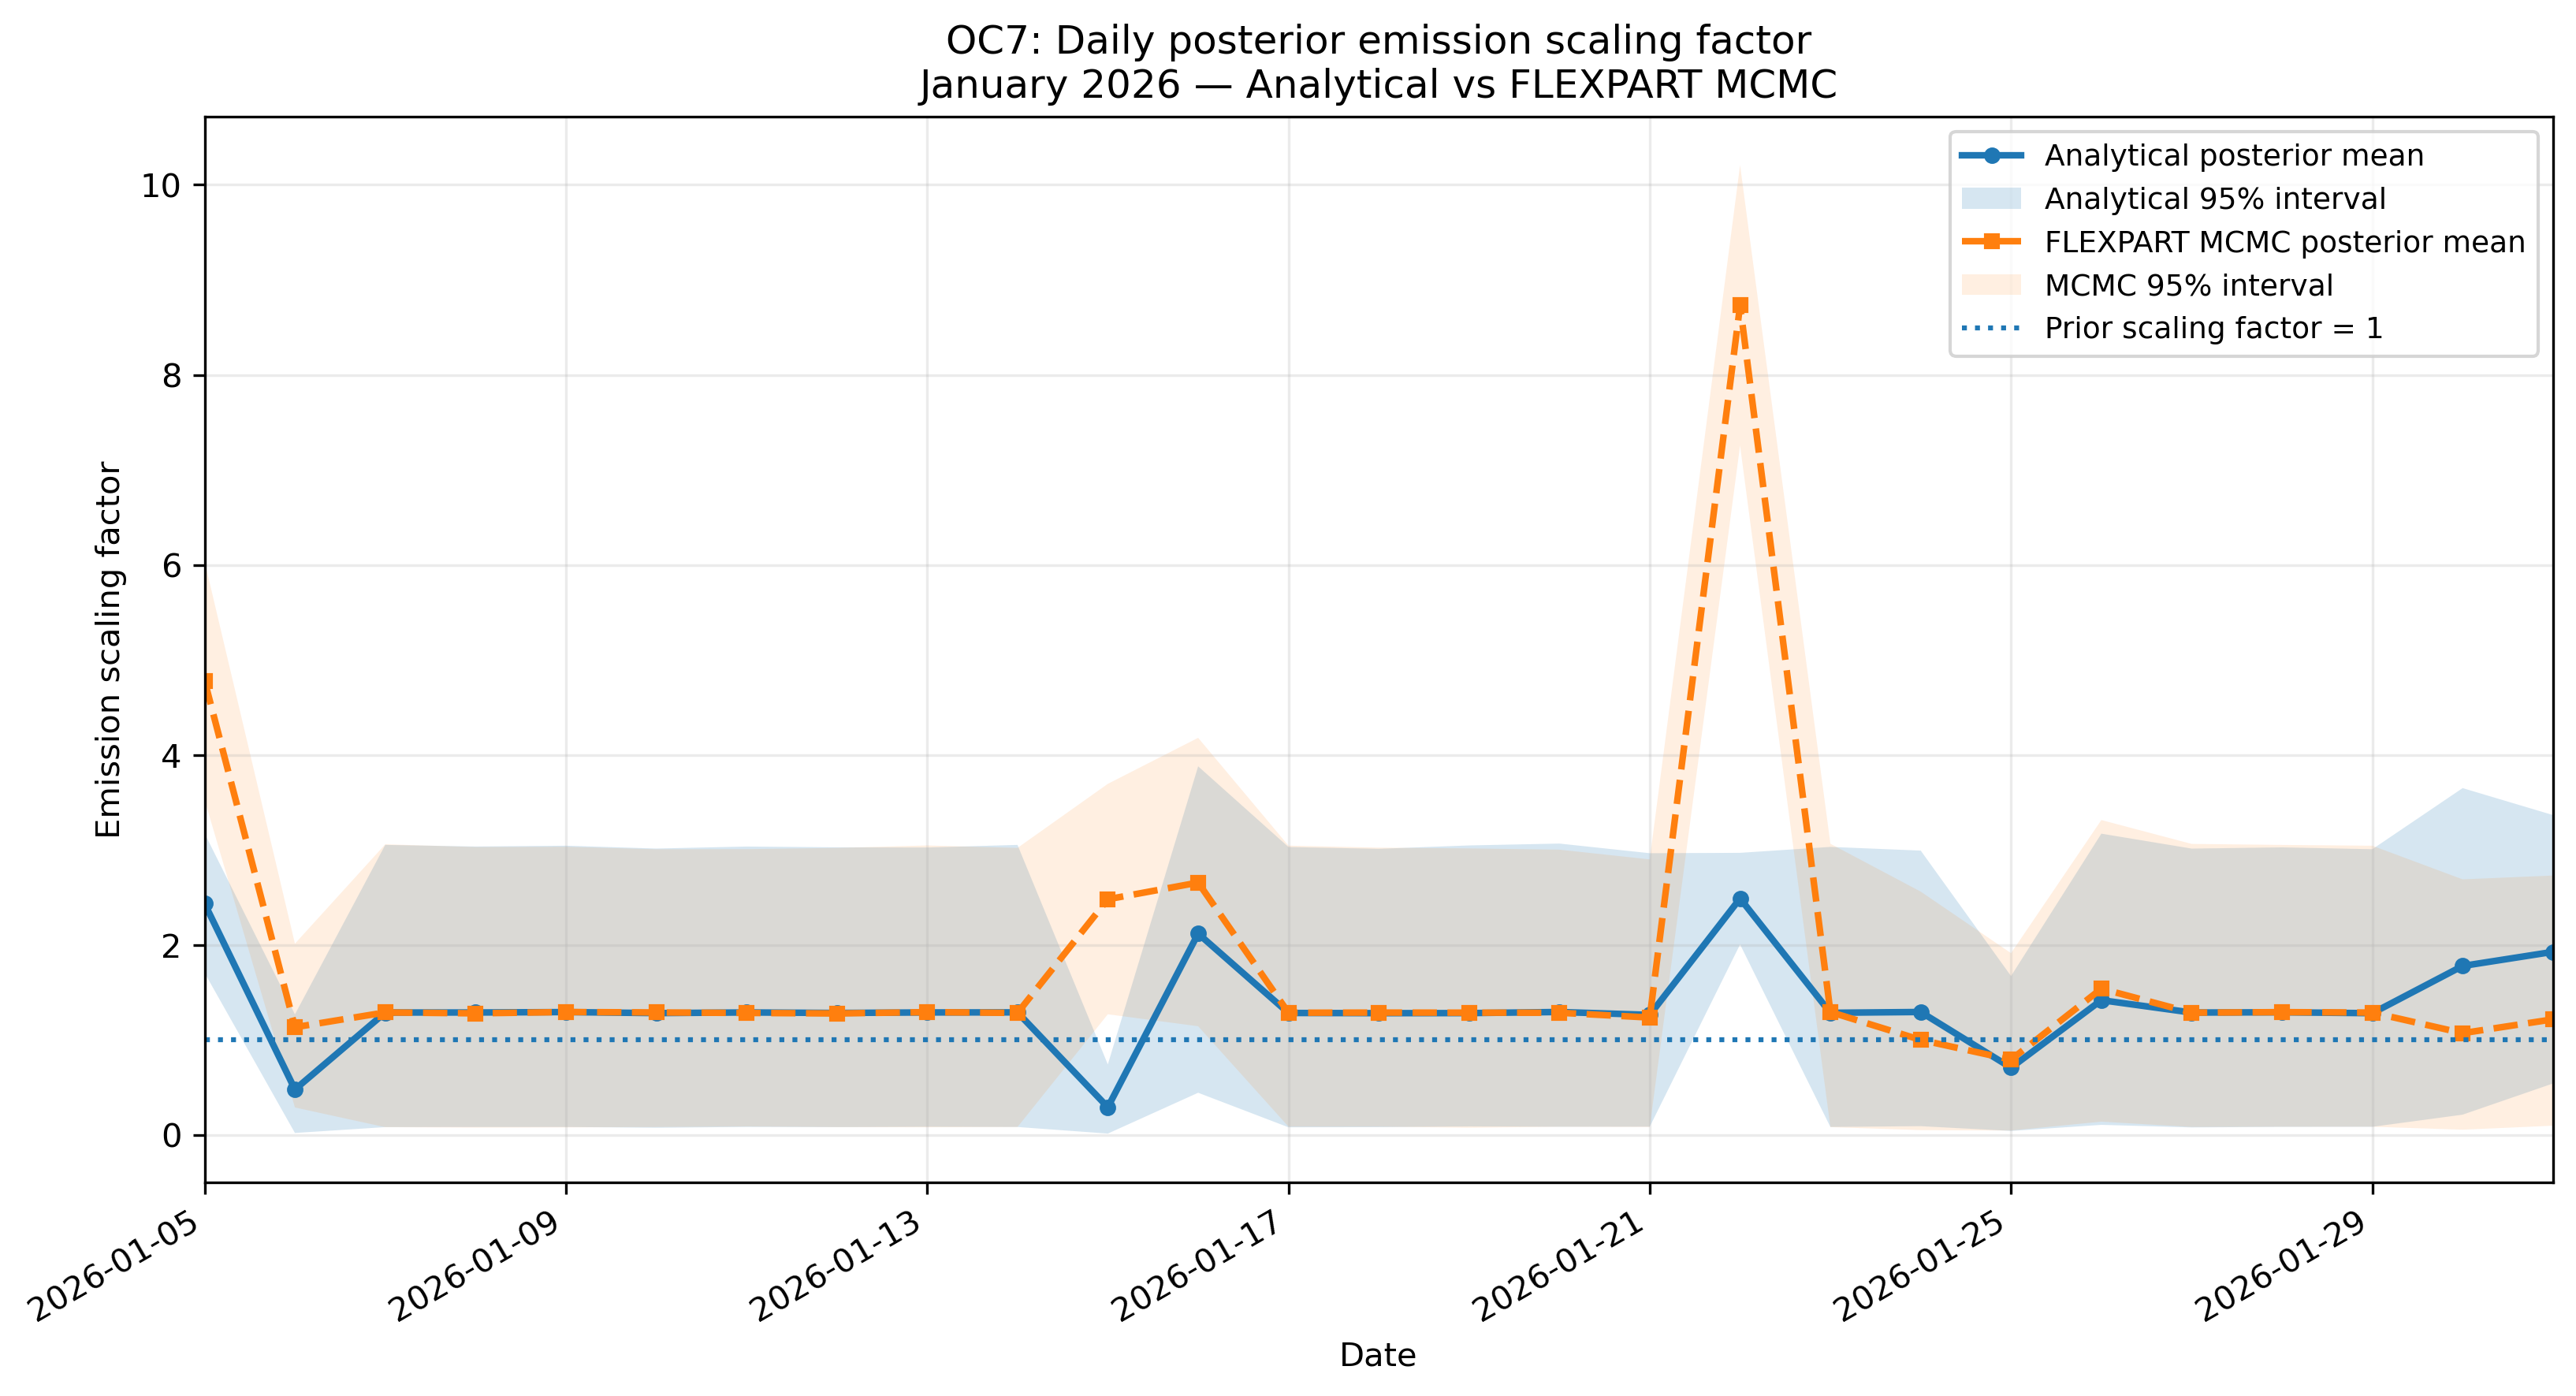 OC7: Daily posterior emission scaling factor
January 2026 — Analytical vs FLEXPART MCMC
Analytical posterior mean
Analytical 95% interval
FLEXPART MCMC posterior mean
MCMC 95% interval
Prior scaling factor = 1
Emission scaling factor
10
8
6
4
2
0
2026-01-05
2026-01-09
2026-01-13
2026-01-17
2026-01-21
2026-01-25
2026-01-29
Date